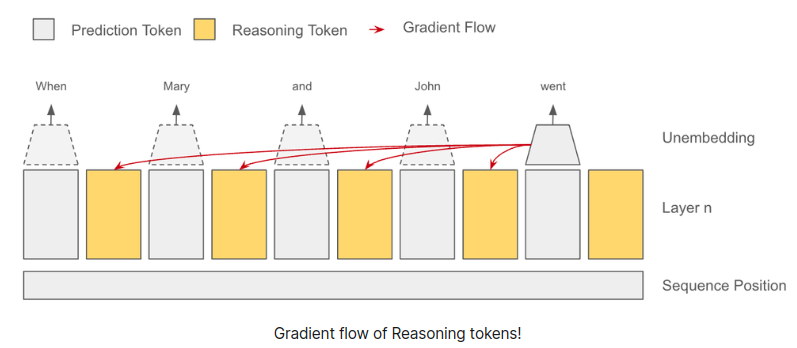 Prediction Token Reasoning Token Gradient Flow
When Mary and John went
Unembedding
Layer n
Sequence Position
Gradient flow of Reasoning tokens!